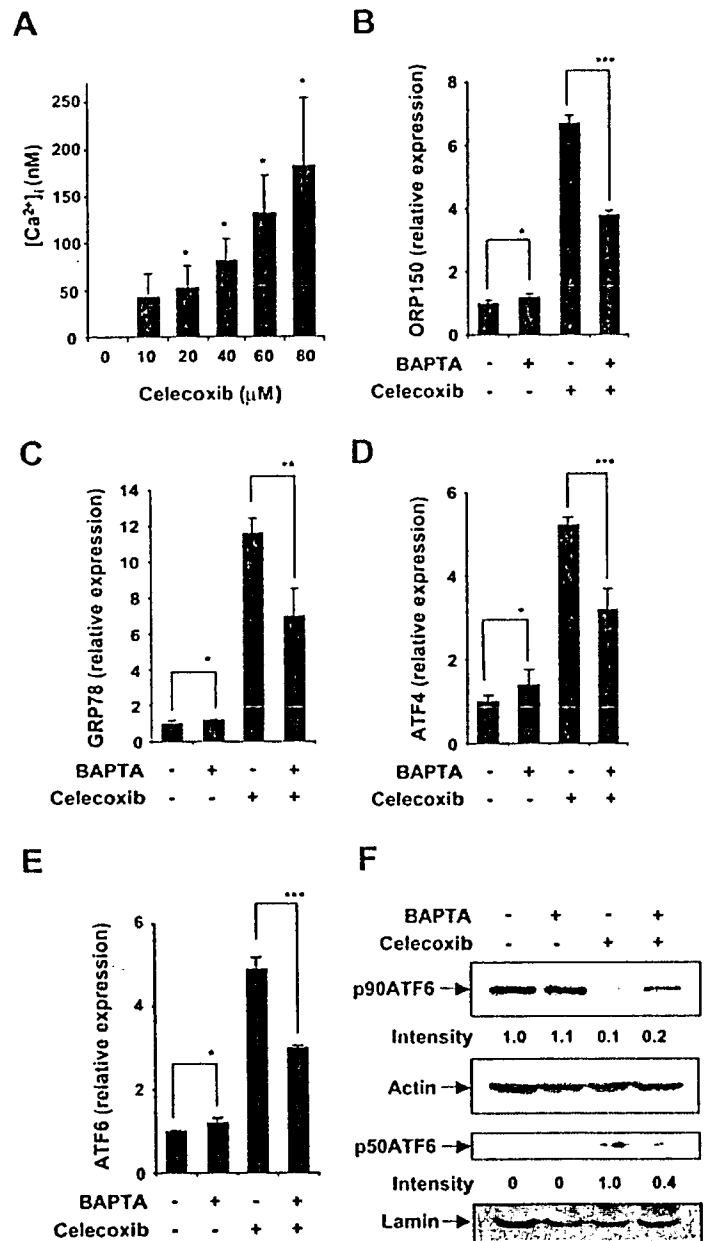 A
[Ca²⁺]ᵢ (nM)
250
200
150
100
50
0
* * * * *
0 10 20 40 60 80
Celecoxib (μM)
B
ORP150 (relative expression)
8
6
4
2
0
* ***
BAPTA - + - +
Celecoxib - - + +
C
GRP78 (relative expression)
14
12
10
8
6
4
2
0
* **
BAPTA - + - +
Celecoxib - - + +
D
ATF4 (relative expression)
6
4
2
0
* ***
BAPTA - + - +
Celecoxib - - + +
E
ATF6 (relative expression)
6
4
2
0
* ***
BAPTA - + - +
Celecoxib - - + +
F
BAPTA - + - +
Celecoxib - - + +
p90ATF6
Intensity 1.0 1.1 0.1 0.2
Actin
p50ATF6
Intensity 0 0 1.0 0.4
Lamin